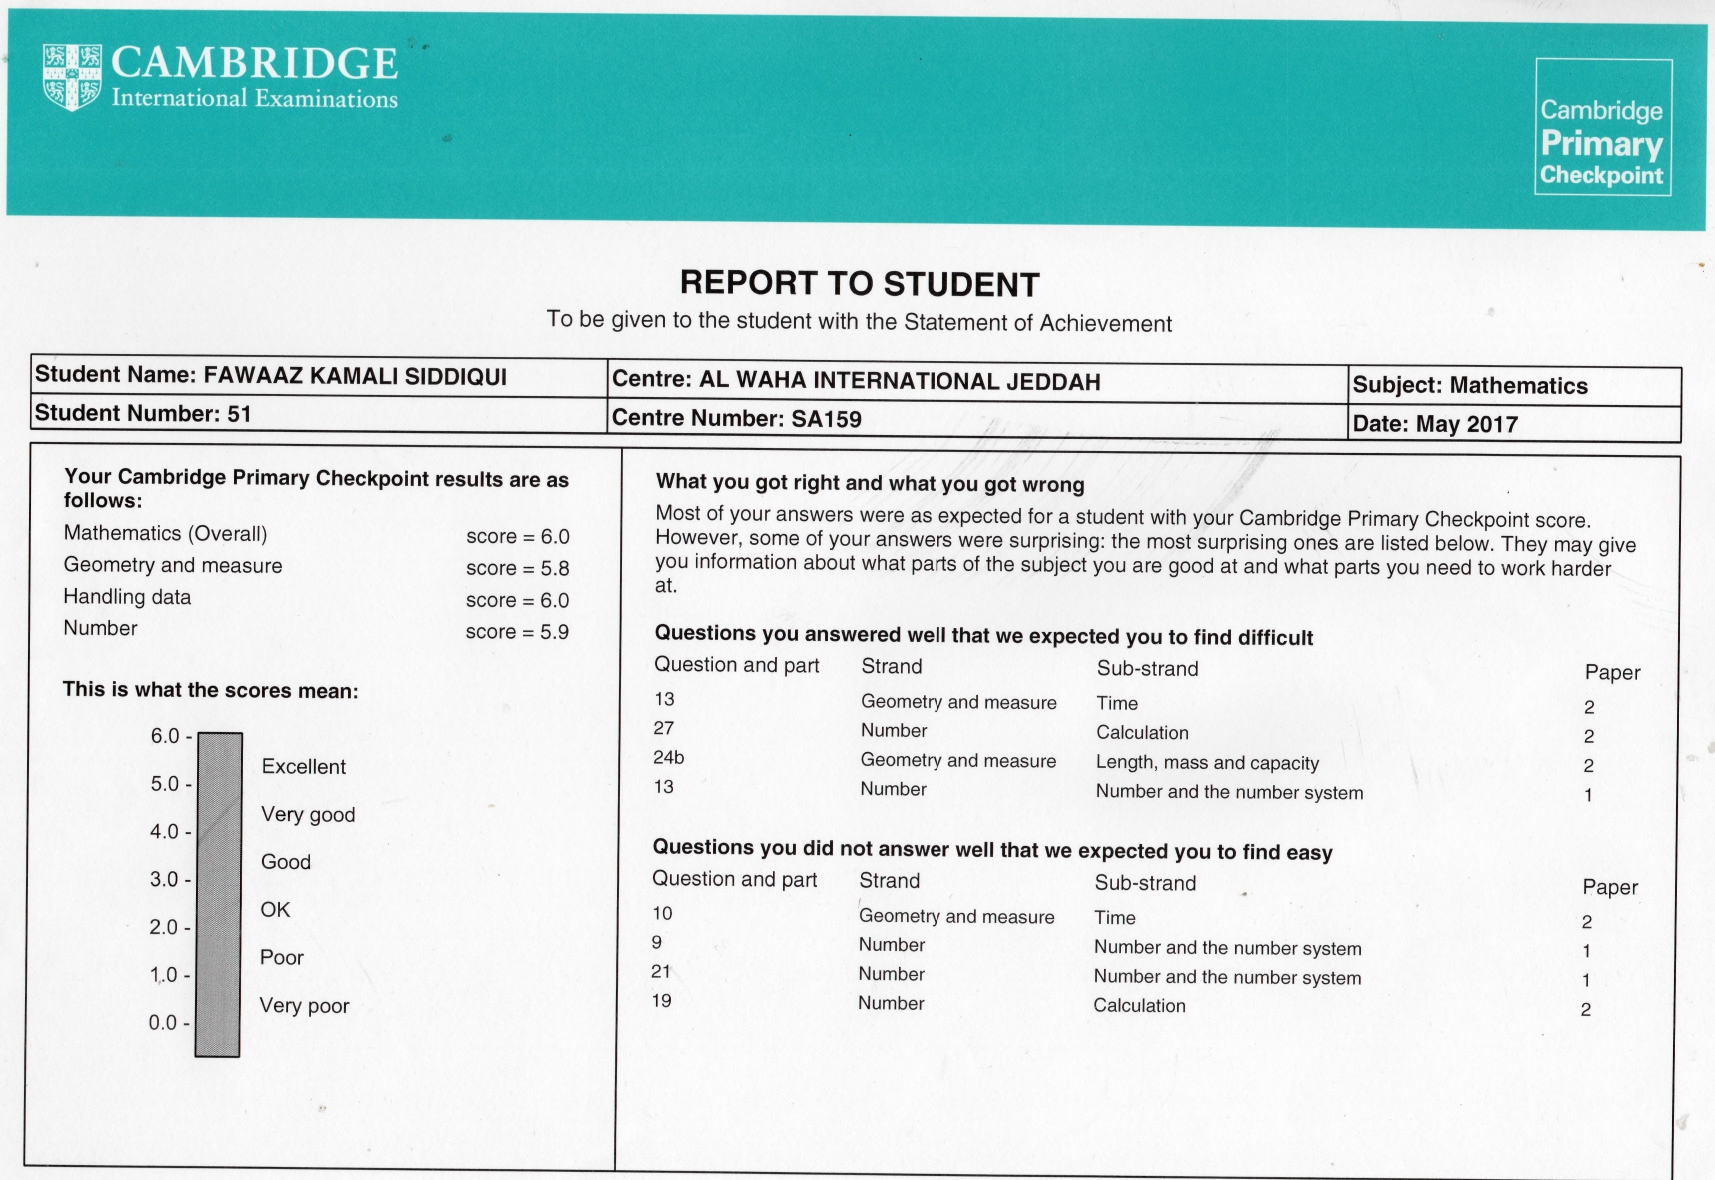 CAMBRIDGE
International Examinations
Cambridge
Primary
Checkpoint
REPORT TO STUDENT
To be given to the student with the Statement of Achievement
Student Name: FAWAAZ KAMALI SIDDIQUI Centre: AL WAHA INTERNATIONAL JEDDAH Subject: Mathematics
Student Number: 51 Centre Number: SA159 Date: May 2017
Your Cambridge Primary Checkpoint results are as
follows:
Mathematics (Overall) score = 6.0
Geometry and measure score = 5.8
Handling data score = 6.0
Number score = 5.9
This is what the scores mean:
6.0 -
Excellent
5.0 -
Very good
4.0 -
Good
3.0 -
OK
2.0 -
Poor
1.0 -
Very poor
0.0 -
What you got right and what you got wrong
Most of your answers were as expected for a student with your Cambridge Primary Checkpoint score.
However, some of your answers were surprising: the most surprising ones are listed below. They may give
you information about what parts of the subject you are good at and what parts you need to work harder
at.
Questions you answered well that we expected you to find difficult
Question and part Strand Sub-strand Paper
13 Geometry and measure Time 2
27 Number Calculation 2
24b Geometry and measure Length, mass and capacity 2
13 Number Number and the number system 1
Questions you did not answer well that we expected you to find easy
Question and part Strand Sub-strand Paper
10 Geometry and measure Time 2
9 Number Number and the number system 1
21 Number Number and the number system 1
19 Number Calculation 2